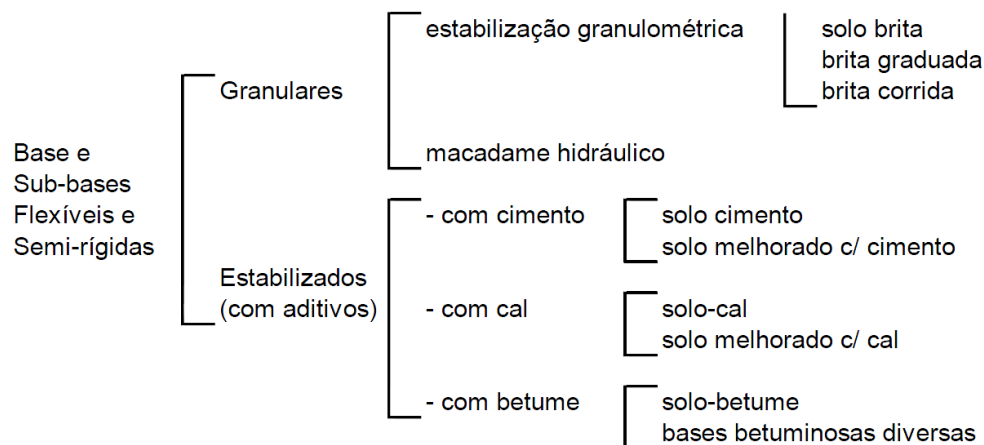 Base e
Sub-bases
Flexíveis e
Semi-rígidas
Granulares
estabilização granulométrica
solo brita
brita graduada
brita corrida
macadame hidráulico
Estabilizados
(com aditivos)
- com cimento
solo cimento
solo melhorado c/ cimento
- com cal
solo-cal
solo melhorado c/ cal
- com betume
solo-betume
bases betuminosas diversas